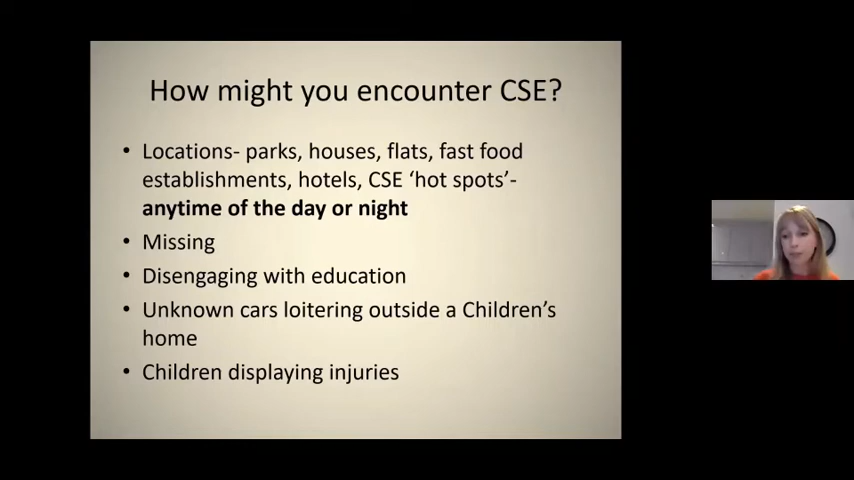 How might you encounter CSE?
• Locations- parks, houses, flats, fast food
establishments, hotels, CSE ‘hot spots’-
anytime of the day or night
• Missing
• Disengaging with education
• Unknown cars loitering outside a Children’s
home
• Children displaying injuries